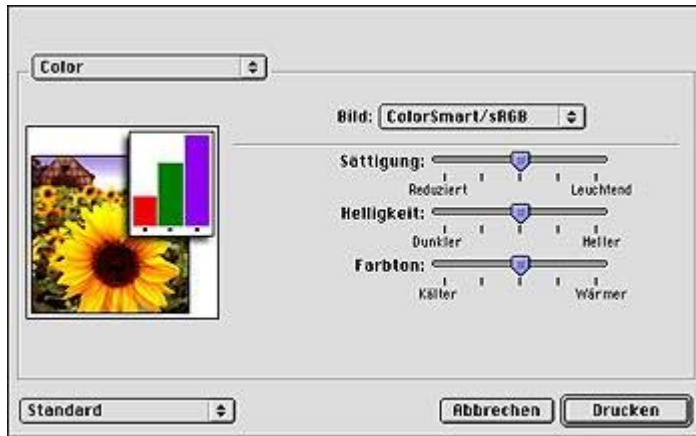 Color
Bild: ColorSmart/sRGB
Sättigung:
Reduziert Leuchtend
Helligkeit:
Dunkler Heller
Farbton:
Kälter Wärmer
Standard Abbrechen Drucken